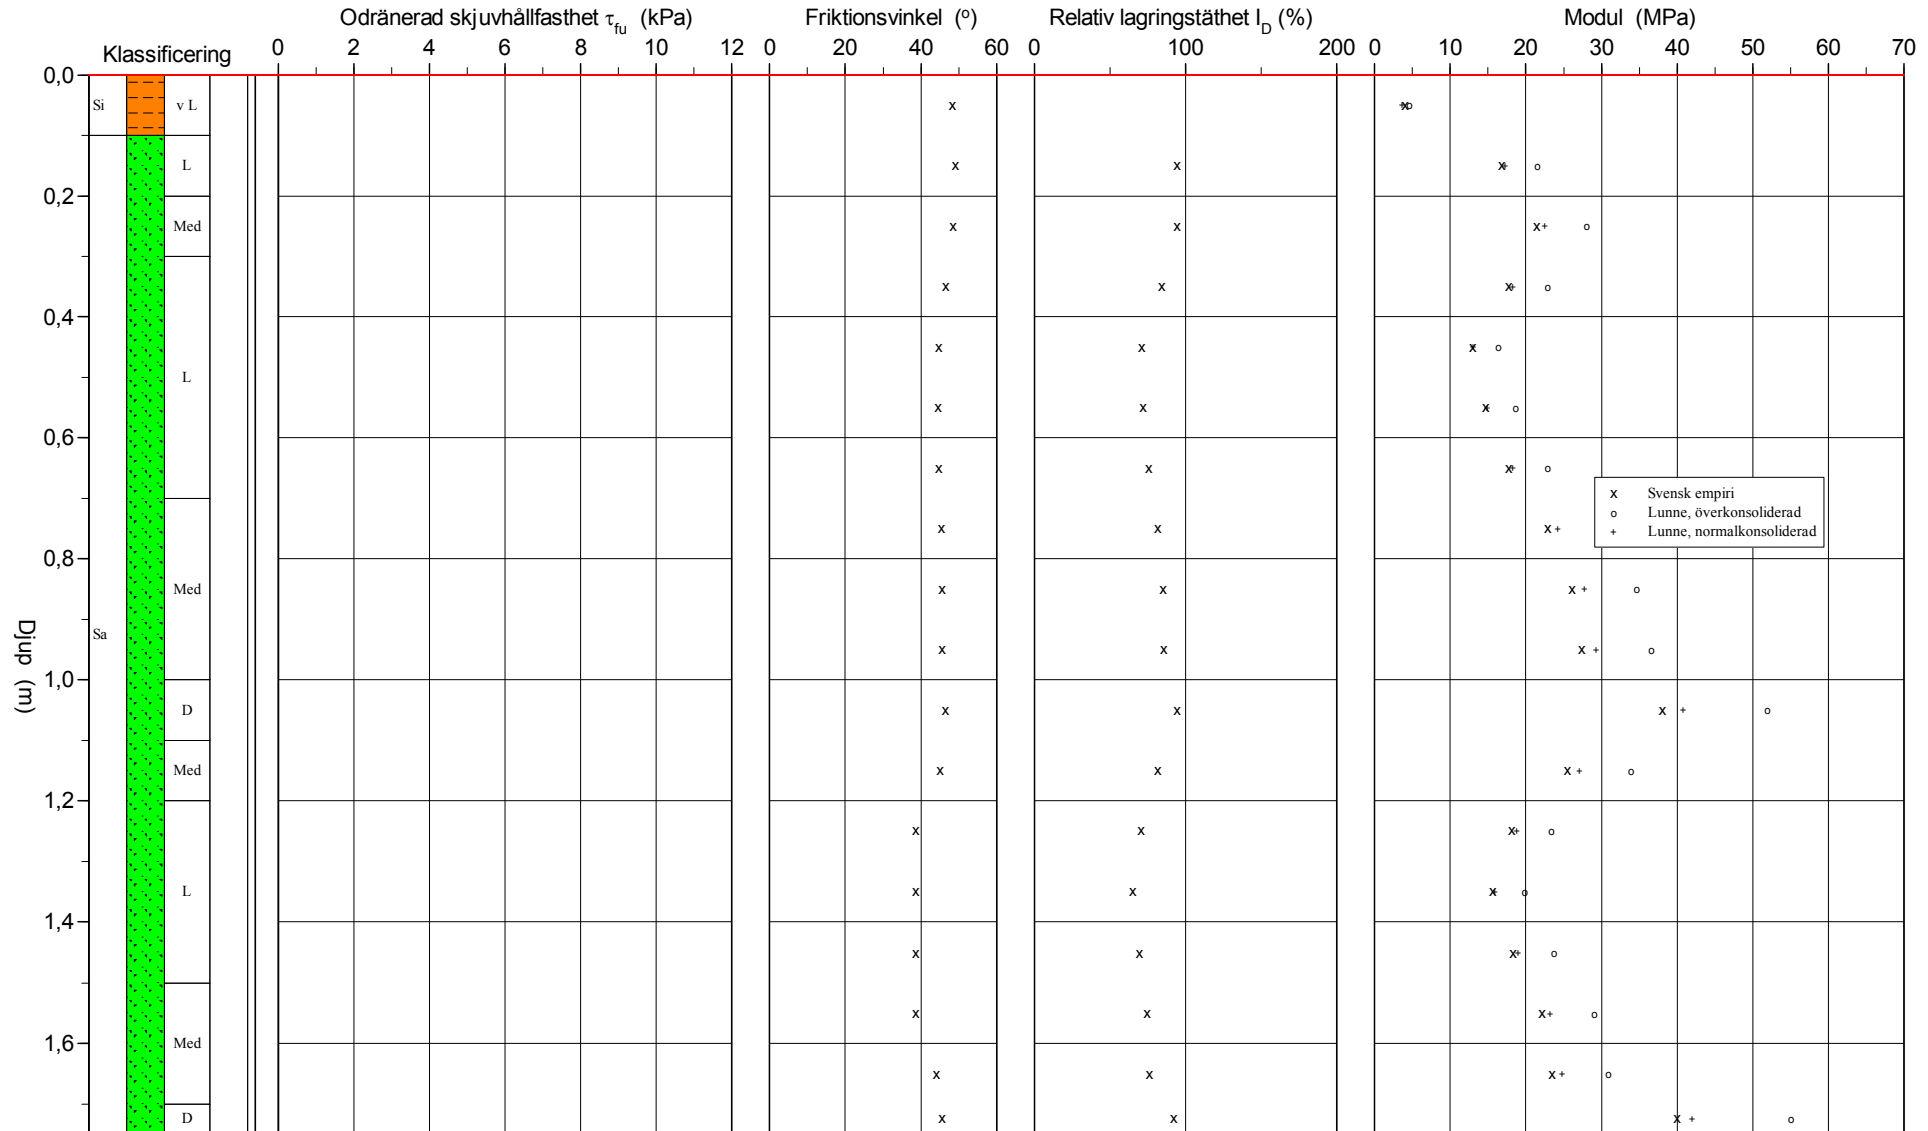 Odränerad skjuvhållfasthet τfu (kPa)
Friktionsvinkel (o)
Relativ lagringstäthet ID (%)
Modul (MPa)
Klassificering
0 2 4 6 8 10 12
0 20 40 60
0 100 200
0 10 20 30 40 50 60 70
0,0
Si
v L
L
0,2
Med
0,4
L
0,6
x Svensk empiri
o Lunne, överkonsoliderad
+ Lunne, normalkonsoliderad
0,8
Med
Sa
Djup (m)
1,0
D
Med
1,2
L
1,4
1,6
Med
D